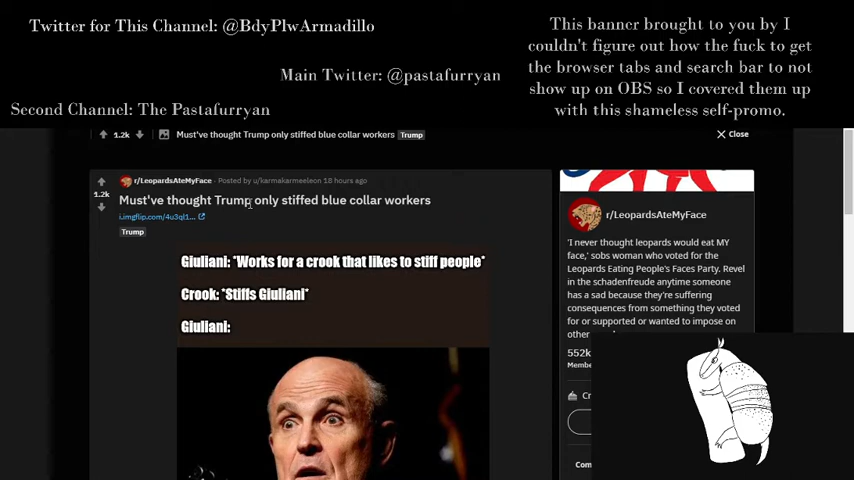 Twitter for This Channel: @BdyPlwArmadillo
Main Twitter: @pastafurryan
Second Channel: The Pastafurryan
This banner brought to you by I
couldn't figure out how the fuck to get
the browser tabs and search bar to not
show up on OBS so I covered them up
with this shameless self-promo.
1.2k
Must've thought Trump only stiffed blue collar workers
Trump
Close
r/LeopardsAteMyFace · Posted by u/karmakarmeeleon 18 hours ago
1.2k
Must've thought Trump only stiffed blue collar workers
i.imgflip.com/4u3ql1...
Trump
Giuliani: *Works for a crook that likes to stiff people*
Crook: *Stiffs Giuliani*
Giuliani:
r/LeopardsAteMyFace
'I never thought leopards would eat MY
face,' sobs woman who voted for the
Leopards Eating People's Faces Party. Revel
in the schadenfreude anytime someone
has a sad because they're suffering
consequences from something they voted
for or supported or wanted to impose on
other
552k
Com